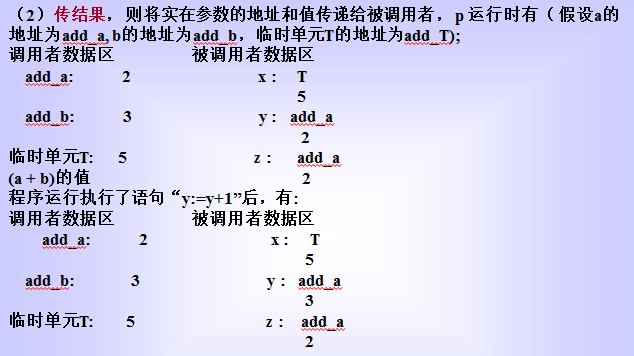 （2）传结果，则将实在参数的地址和值传递给被调用者，p 运行时有（假设a的
地址为add_a, b的地址为add_b，临时单元T的地址为add_T);
调用者数据区 被调用者数据区
add_a: 2 x： T
5
add_b: 3 y： add_a
2
临时单元T: 5 z： add_a
(a + b)的值 2
程序运行执行了语句“y:=y+1”后，有:
调用者数据区 被调用者数据区
add_a: 2 x： T
5
add_b: 3 y： add_a
3
临时单元T: 5 z： add_a
2